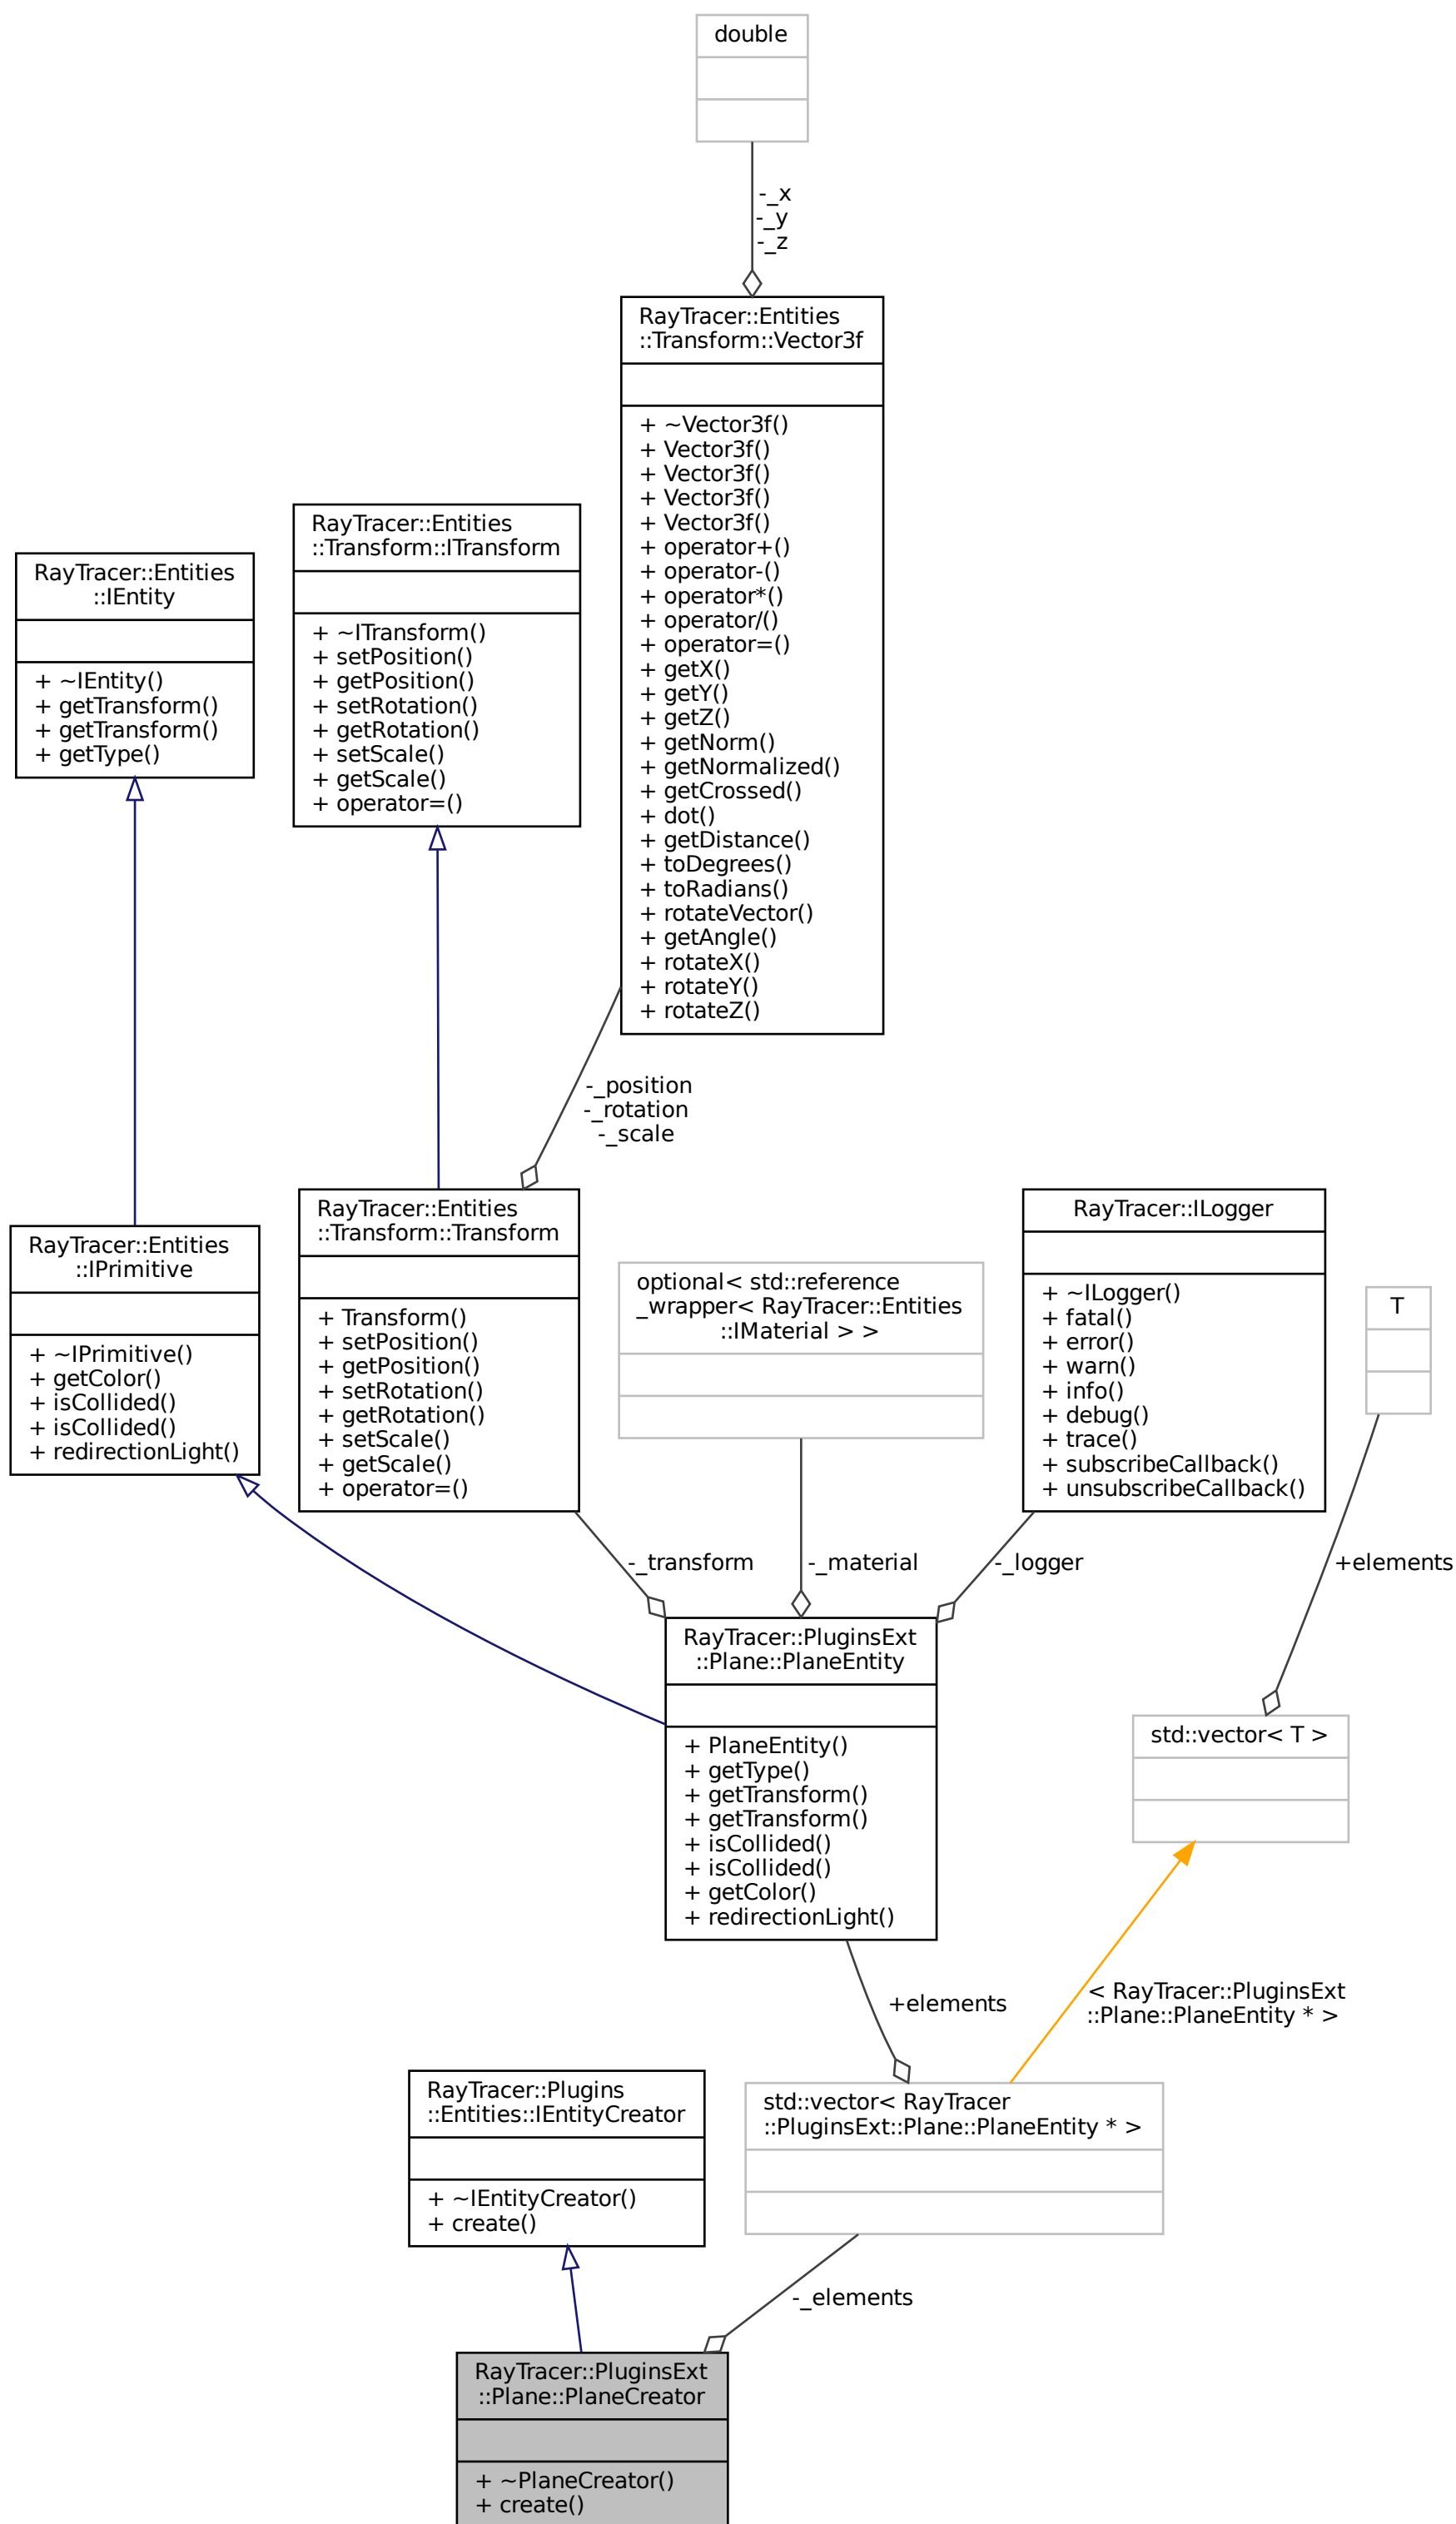 double
-_x
-_y
-_z
RayTracer::Entities
::Transform::Vector3f
+ ~Vector3f()
+ Vector3f()
+ Vector3f()
+ Vector3f()
+ Vector3f()
+ operator+()
+ operator-()
+ operator*()
+ operator/()
+ operator=()
+ getX()
+ getY()
+ getZ()
+ getNorm()
+ getNormalized()
+ getCrossed()
+ dot()
+ getDistance()
+ toDegrees()
+ toRadians()
+ rotateVector()
+ getAngle()
+ rotateX()
+ rotateY()
+ rotateZ()
RayTracer::Entities
::Transform::ITransform
+ ~ITransform()
+ setPosition()
+ getPosition()
+ setRotation()
+ getRotation()
+ setScale()
+ getScale()
+ operator=()
RayTracer::Entities
::IEntity
+ ~IEntity()
+ getTransform()
+ getTransform()
+ getType()
-_position
-_rotation
-_scale
RayTracer::Entities
::IPrimitive
+ ~IPrimitive()
+ getColor()
+ isCollided()
+ isCollided()
+ redirectionLight()
RayTracer::Entities
::Transform::Transform
+ Transform()
+ setPosition()
+ getPosition()
+ setRotation()
+ getRotation()
+ setScale()
+ getScale()
+ operator=()
optional< std::reference
_wrapper< RayTracer::Entities
::IMaterial > >
RayTracer::ILogger
+ ~ILogger()
+ fatal()
+ error()
+ warn()
+ info()
+ debug()
+ trace()
+ subscribeCallback()
+ unsubscribeCallback()
T
-_transform
-_material
-_logger
+elements
RayTracer::PluginsExt
::Plane::PlaneEntity
+ PlaneEntity()
+ getType()
+ getTransform()
+ getTransform()
+ isCollided()
+ isCollided()
+ getColor()
+ redirectionLight()
std::vector< T >
+elements
< RayTracer::PluginsExt
::Plane::PlaneEntity * >
RayTracer::Plugins
::Entities::IEntityCreator
+ ~IEntityCreator()
+ create()
std::vector< RayTracer
::PluginsExt::Plane::PlaneEntity * >
-_elements
RayTracer::PluginsExt
::Plane::PlaneCreator
+ ~PlaneCreator()
+ create()